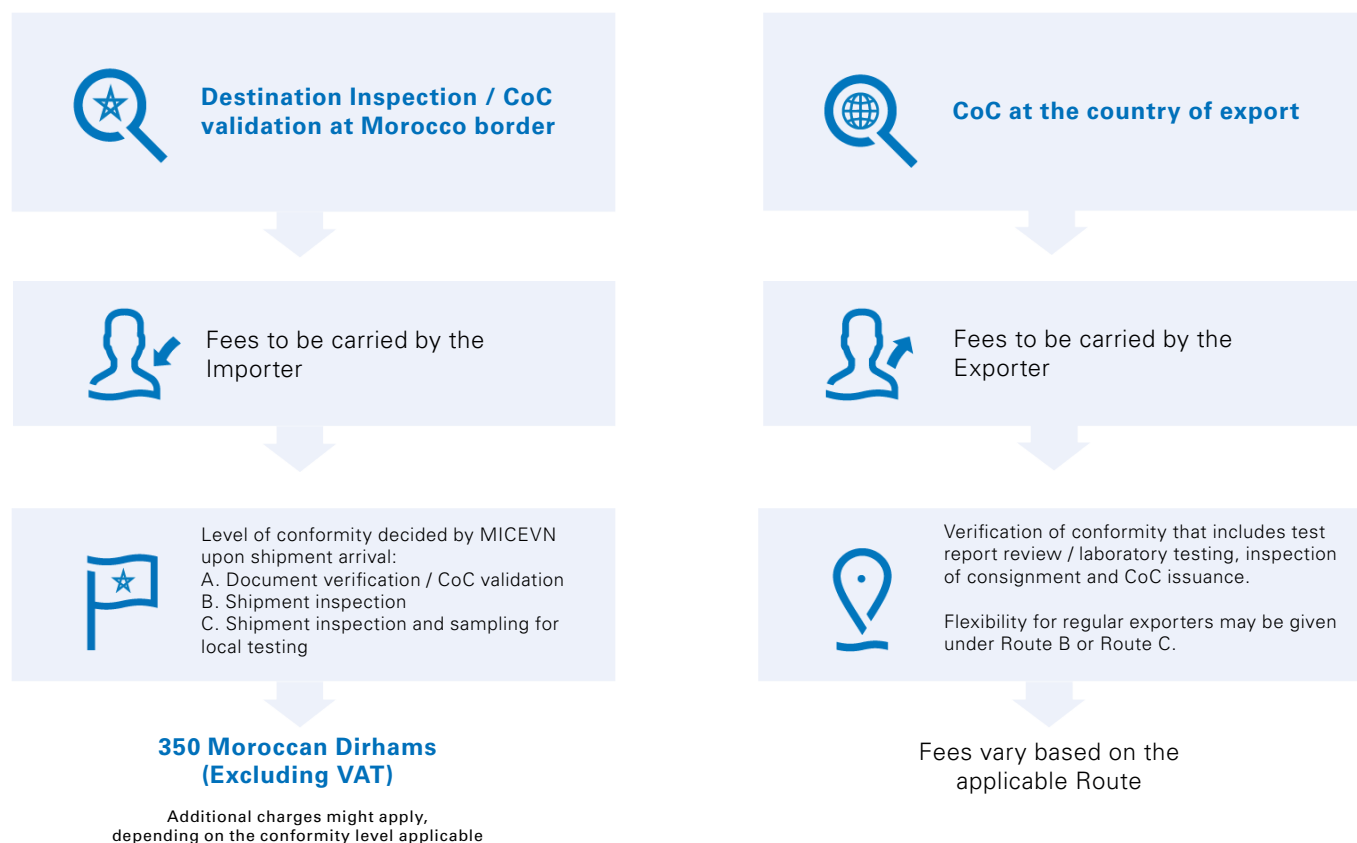 Destination Inspection / CoC
validation at Morocco border
Fees to be carried by the
Importer
Level of conformity decided by MICEVN
upon shipment arrival:
A. Document verification / CoC validation
B. Shipment inspection
C. Shipment inspection and sampling for
local testing
350 Moroccan Dirhams
(Excluding VAT)
Additional charges might apply,
depending on the conformity level applicable
CoC at the country of export
Fees to be carried by the
Exporter
Verification of conformity that includes test
report review / laboratory testing, inspection
of consignment and CoC issuance.
Flexibility for regular exporters may be given
under Route B or Route C.
Fees vary based on the
applicable Route